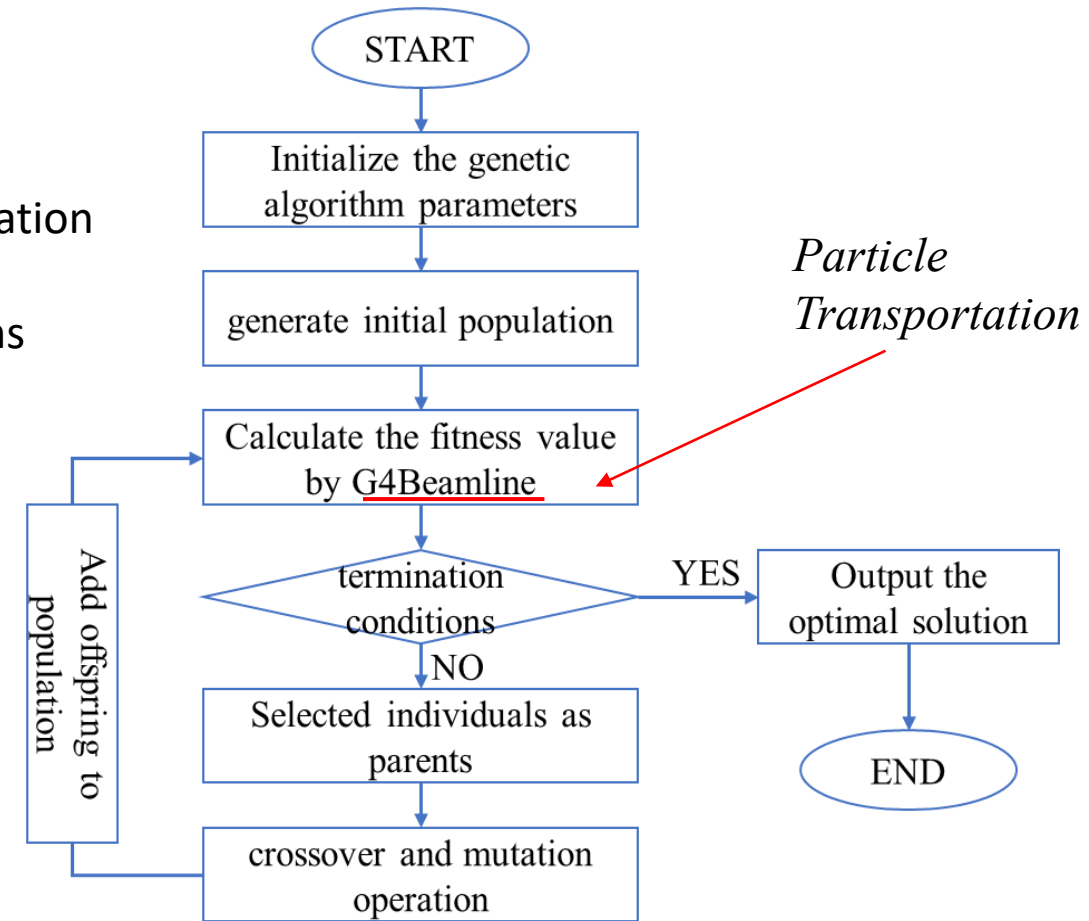 START
Initialize the genetic
algorithm parameters
ation
ns
generate initial population
Particle
Transportation
Calculate the fitness value
by G4Beamline
termination
conditions
YES
Output the
optimal solution
NO
Add offspring to
population
Selected individuals as
parents
END
crossover and mutation
operation